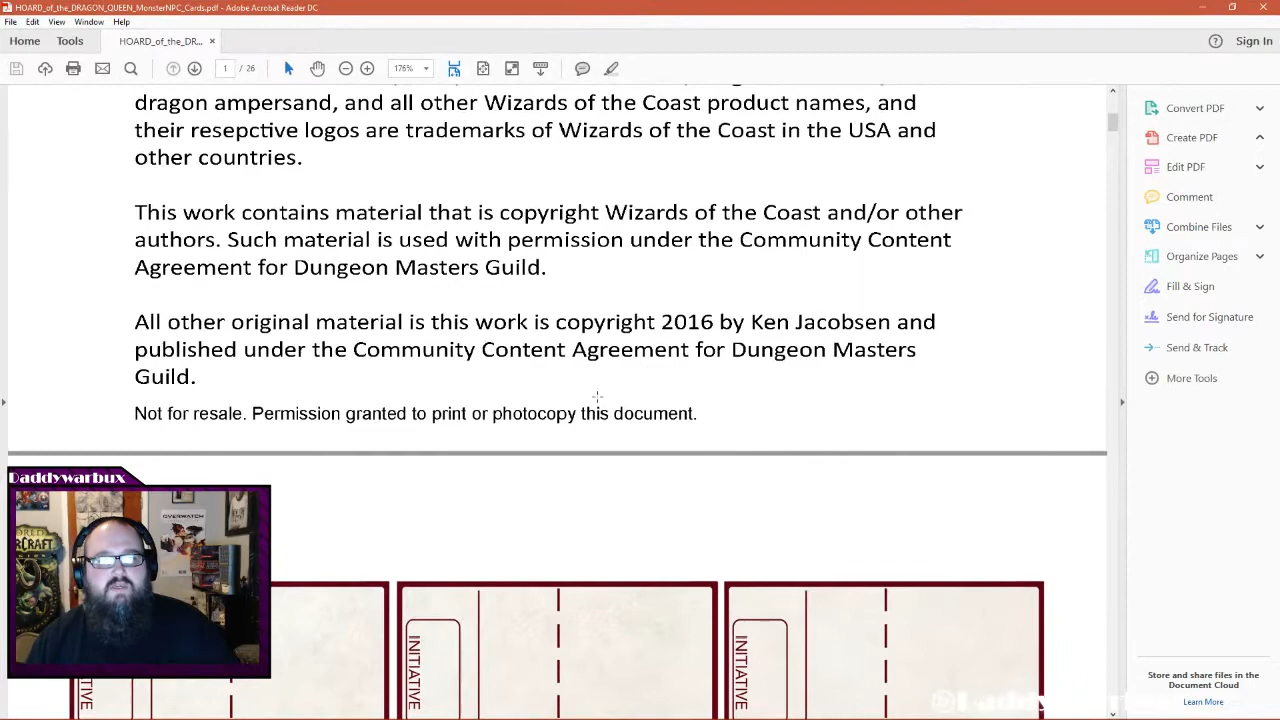 HOARD_of_the_DRAGON_QUEEN_MonsterNPC_Cards.pdf - Adobe Acrobat Reader DC
File Edit View Window Help
Home Tools HOARD_of_the_DR... × Sign In
1 / 26 176%
dragon ampersand, and all other Wizards of the Coast product names, and
their resepctive logos are trademarks of Wizards of the Coast in the USA and
other countries.
This work contains material that is copyright Wizards of the Coast and/or other
authors. Such material is used with permission under the Community Content
Agreement for Dungeon Masters Guild.
All other original material is this work is copyright 2016 by Ken Jacobsen and
published under the Community Content Agreement for Dungeon Masters
Guild.
Not for resale. Permission granted to print or photocopy this document.
Convert PDF
Create PDF
Edit PDF
Comment
Combine Files
Organize Pages
Fill & Sign
Send for Signature
Send & Track
More Tools
Store and share files in the
Document Cloud
Learn More
Daddywarbux
OVERWATCH
INITIATIVE
INITIATIVE